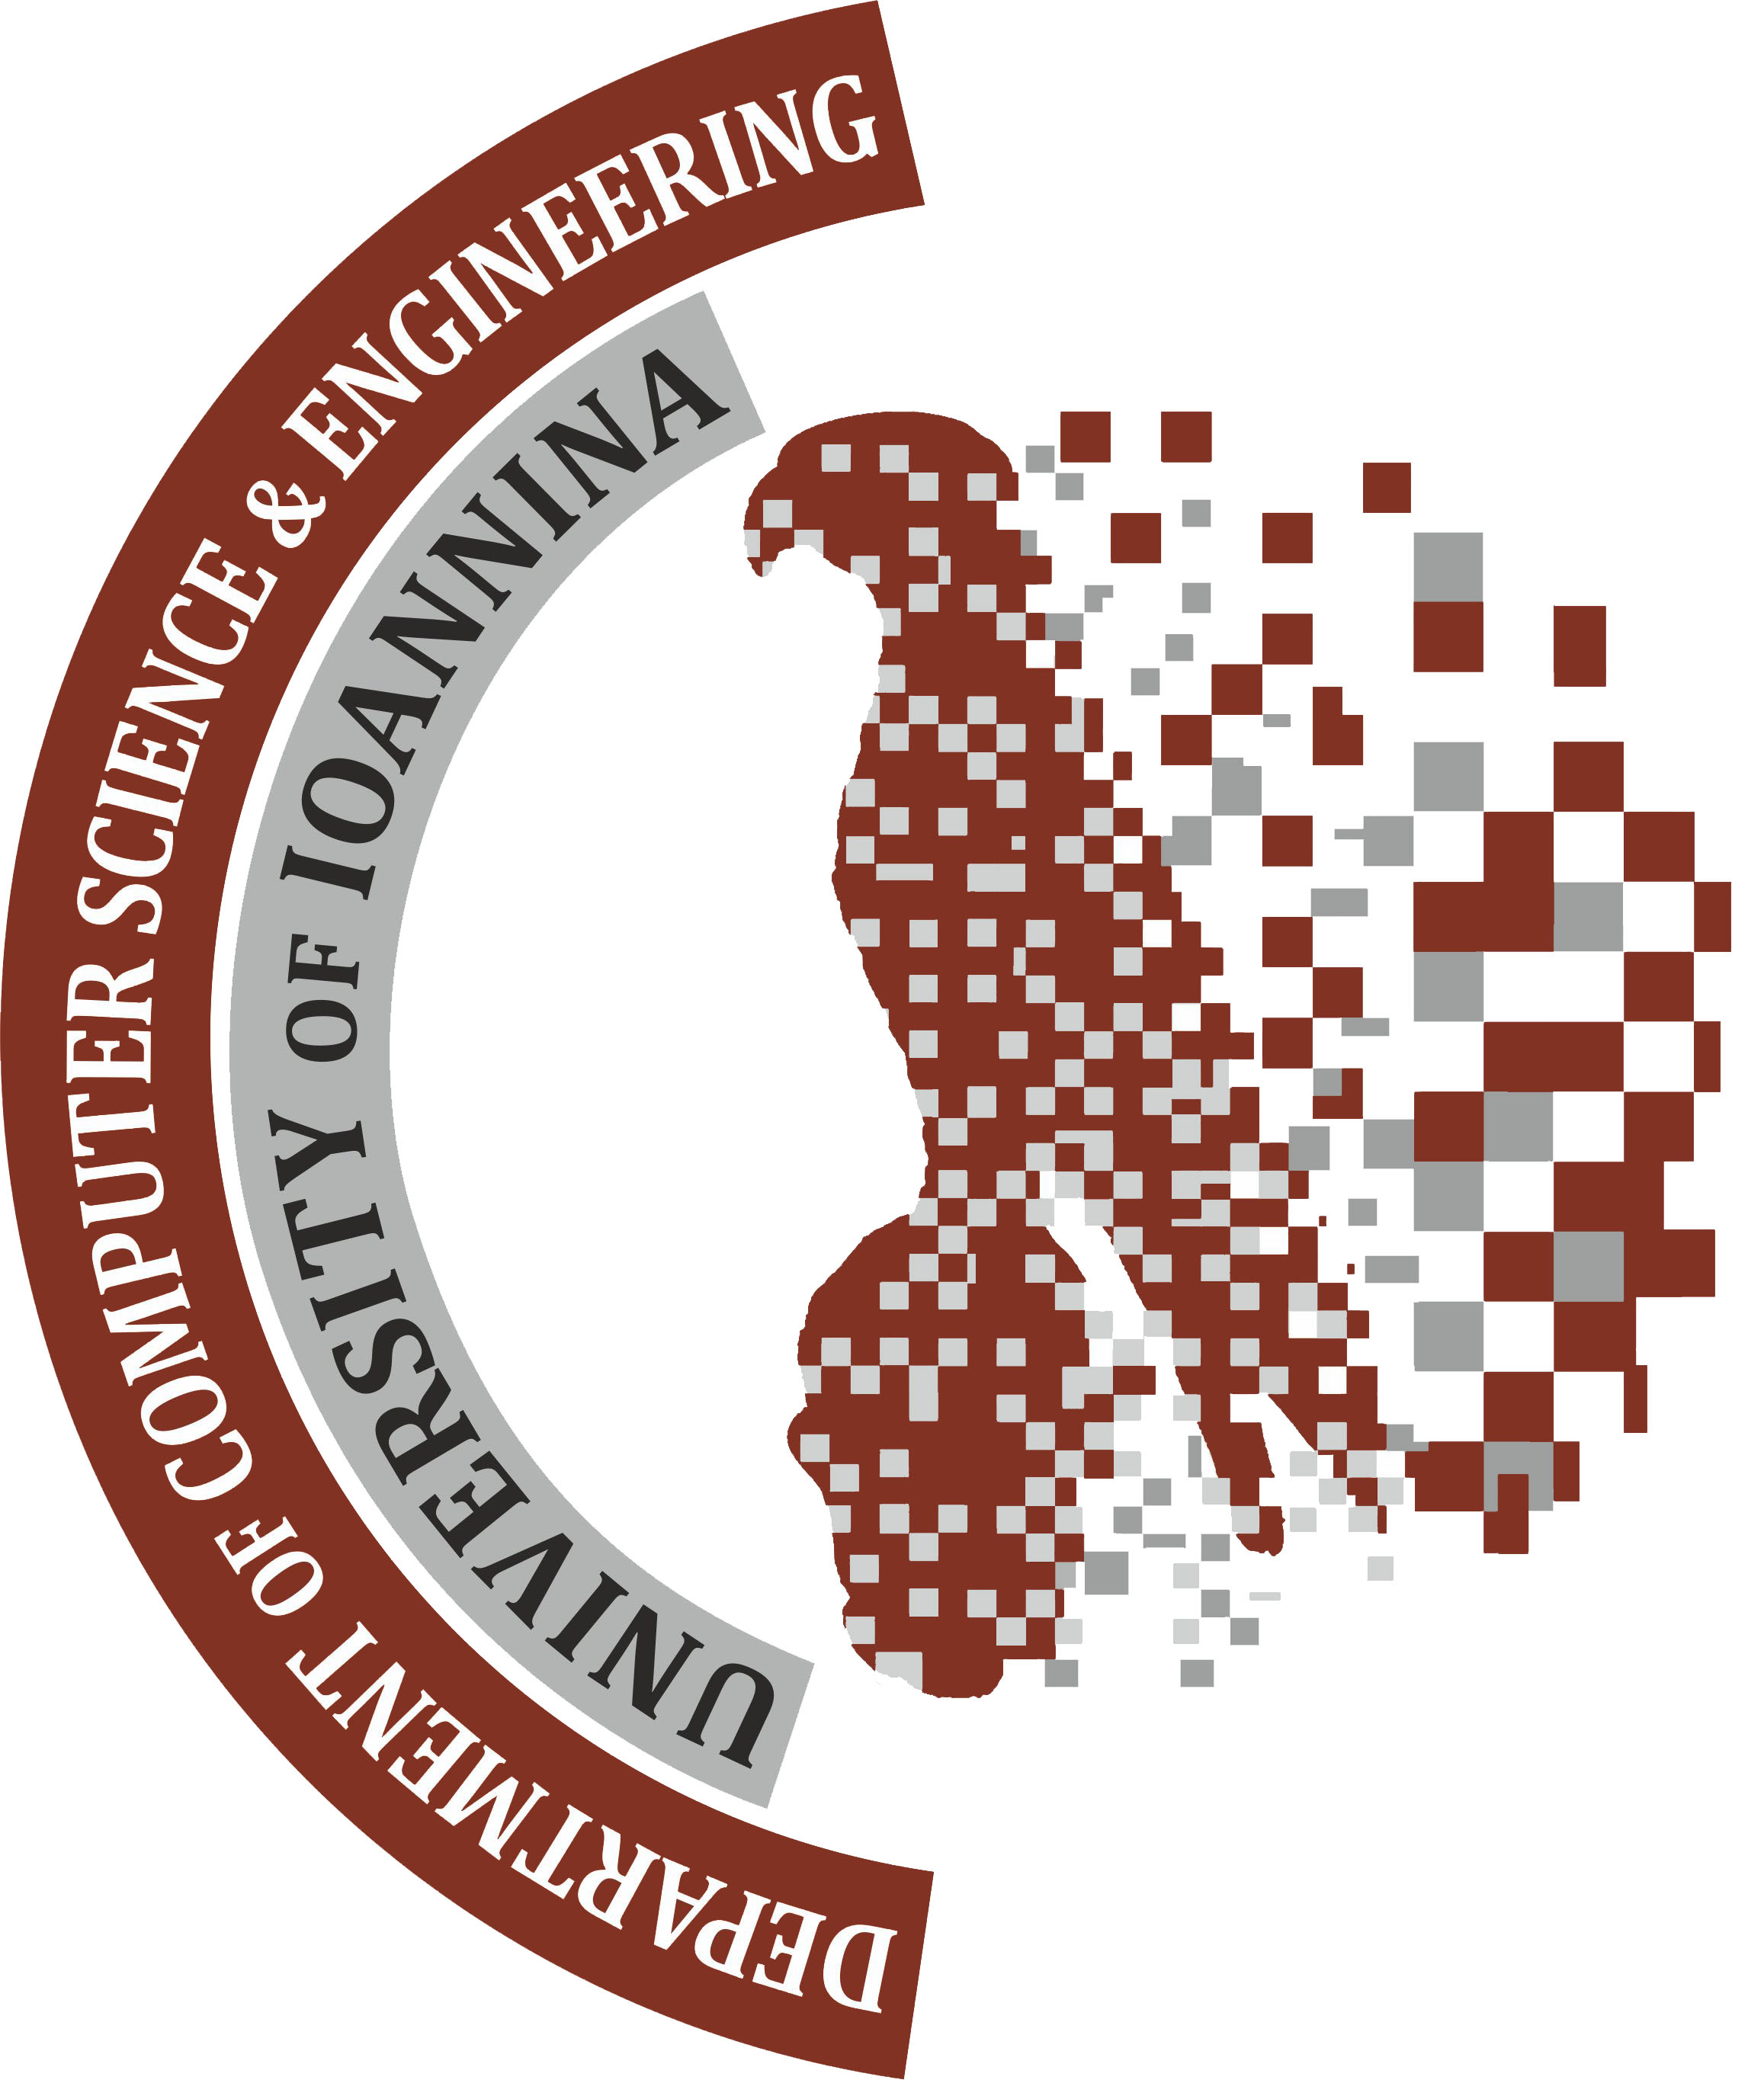 DEPARTMENT OF COMPUTER SCIENCE & ENGINEERING
UNIVERSITY OF IOANNINA